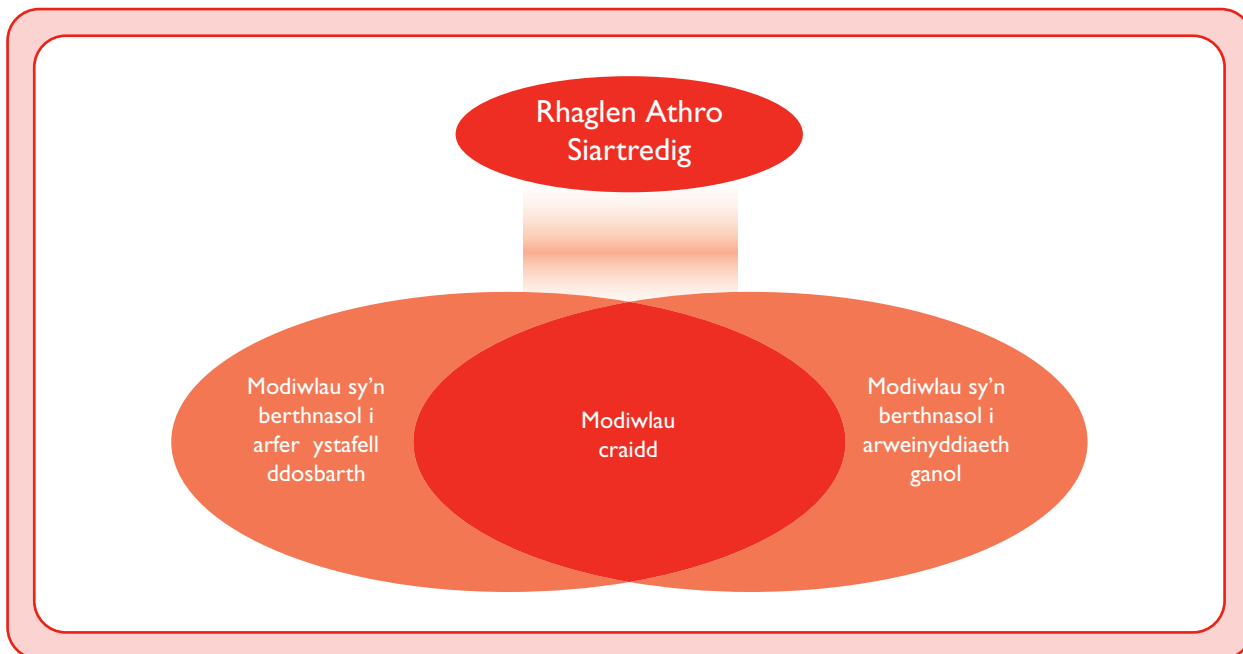 Rhaglen Athro
Siartredig
Modiwlau sy'n
berthnasol i
arfer ystafell
ddosbarth
Modiwlau
craidd
Modiwlau sy'n
berthnasol i
arweinyddiaeth
ganol